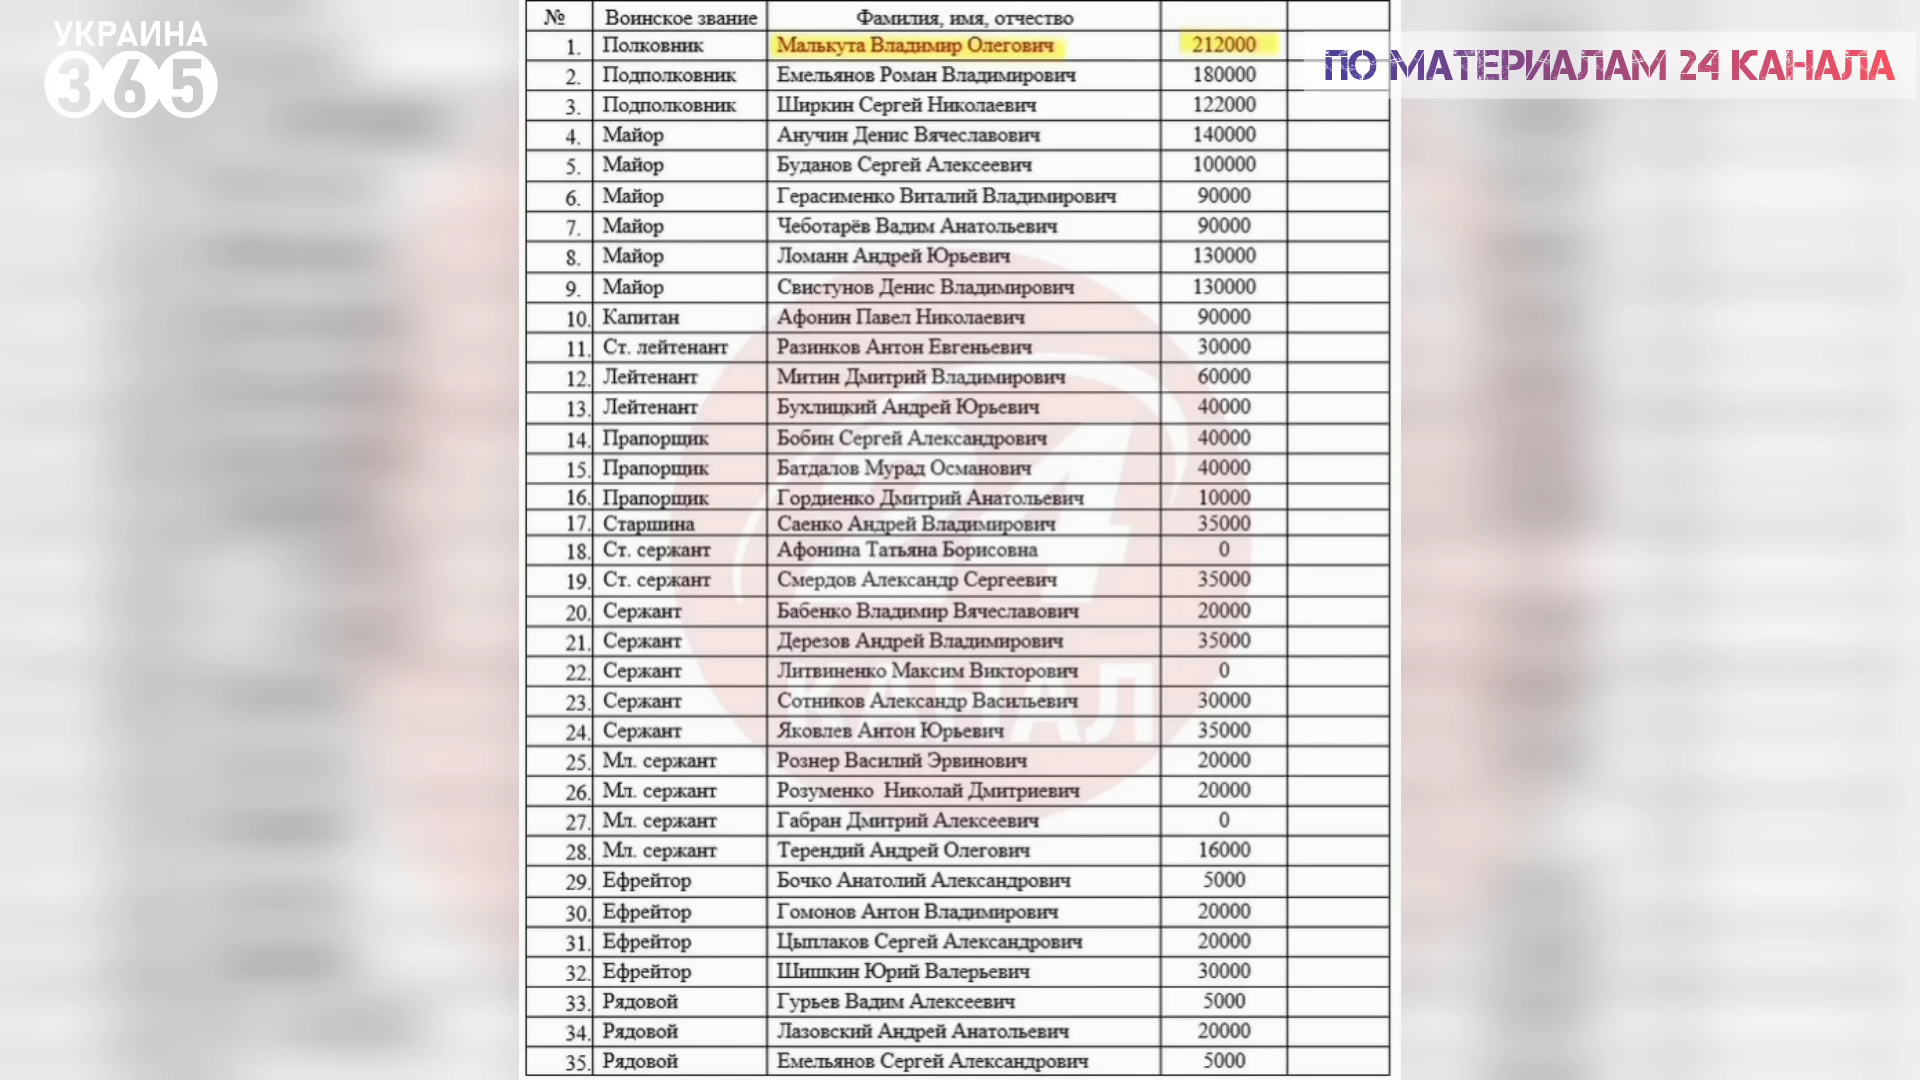 УКРАИНА
365
ПО МАТЕРИАЛАМ 24 КАНАЛА
№ Воинское звание Фамилия, имя, отчество
1. Полковник Малькута Владимир Олегович 212000
2. Подполковник Емельянов Роман Владимирович 180000
3. Подполковник Ширкин Сергей Николаевич 122000
4. Майор Анучин Денис Вячеславович 140000
5. Майор Буданов Сергей Алексеевич 100000
6. Майор Герасименко Виталий Владимирович 90000
7. Майор Чеботарёв Вадим Анатольевич 90000
8. Майор Ломанн Андрей Юрьевич 130000
9. Майор Свистунов Денис Владимирович 130000
10. Капитан Афонин Павел Николаевич 90000
11. Ст. лейтенант Разинков Антон Евгеньевич 30000
12. Лейтенант Митин Дмитрий Владимирович 60000
13. Лейтенант Бухлицкий Андрей Юрьевич 40000
14. Прапорщик Бобин Сергей Александрович 40000
15. Прапорщик Батдалов Мурад Османович 40000
16. Прапорщик Гордиенко Дмитрий Анатольевич 10000
17. Старшина Саенко Андрей Владимирович 35000
18. Ст. сержант Афонина Татьяна Борисовна 0
19. Ст. сержант Смердов Александр Сергеевич 35000
20. Сержант Бабенко Владимир Вячеславович 20000
21. Сержант Дерезов Андрей Владимирович 35000
22. Сержант Литвиненко Максим Викторович 0
23. Сержант Сотников Александр Васильевич 30000
24. Сержант Яковлев Антон Юрьевич 35000
25. Мл. сержант Рознер Василий Эрвинович 20000
26. Мл. сержант Розуменко Николай Дмитриевич 20000
27. Мл. сержант Габран Дмитрий Алексеевич 0
28. Мл. сержант Терендий Андрей Олегович 16000
29. Ефрейтор Бочко Анатолий Александрович 5000
30. Ефрейтор Гомонов Антон Владимирович 20000
31. Ефрейтор Цыплаков Сергей Александрович 20000
32. Ефрейтор Шишкин Юрий Валерьевич 30000
33. Рядовой Гурьев Вадим Алексеевич 5000
34. Рядовой Лазовский Андрей Анатольевич 20000
35. Рядовой Емельянов Сергей Александрович 5000
24
КАНАЛ